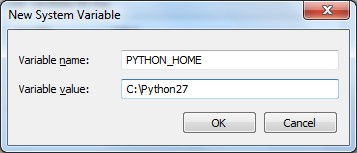 New System Variable
Variable name: PYTHON_HOME
Variable value: C:\Python27
OK Cancel